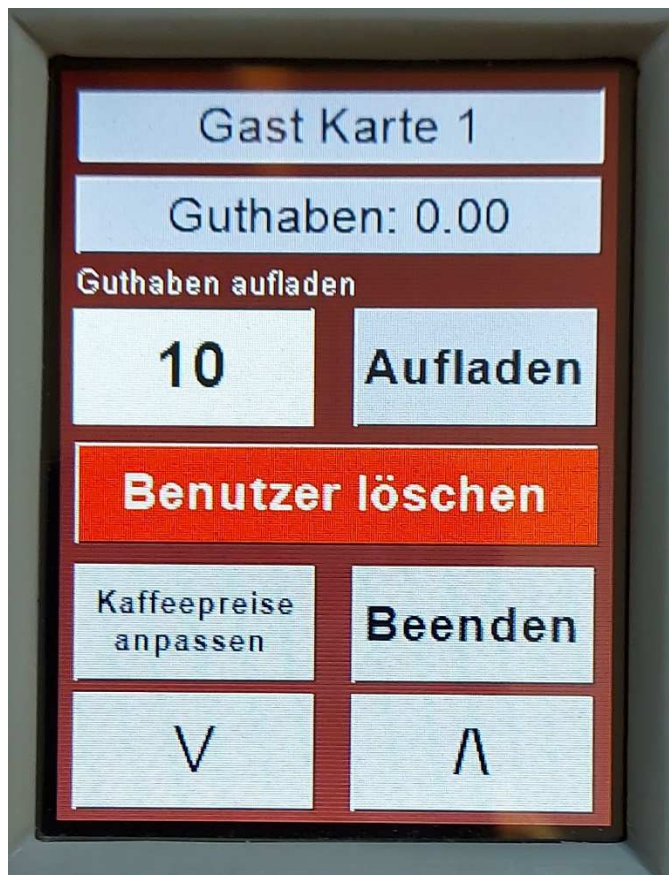 Gast Karte 1
Guthaben: 0.00
Guthaben aufladen
10
Aufladen
Benutzer löschen
Kaffeepreise
anpassen
Beenden
\/
/\